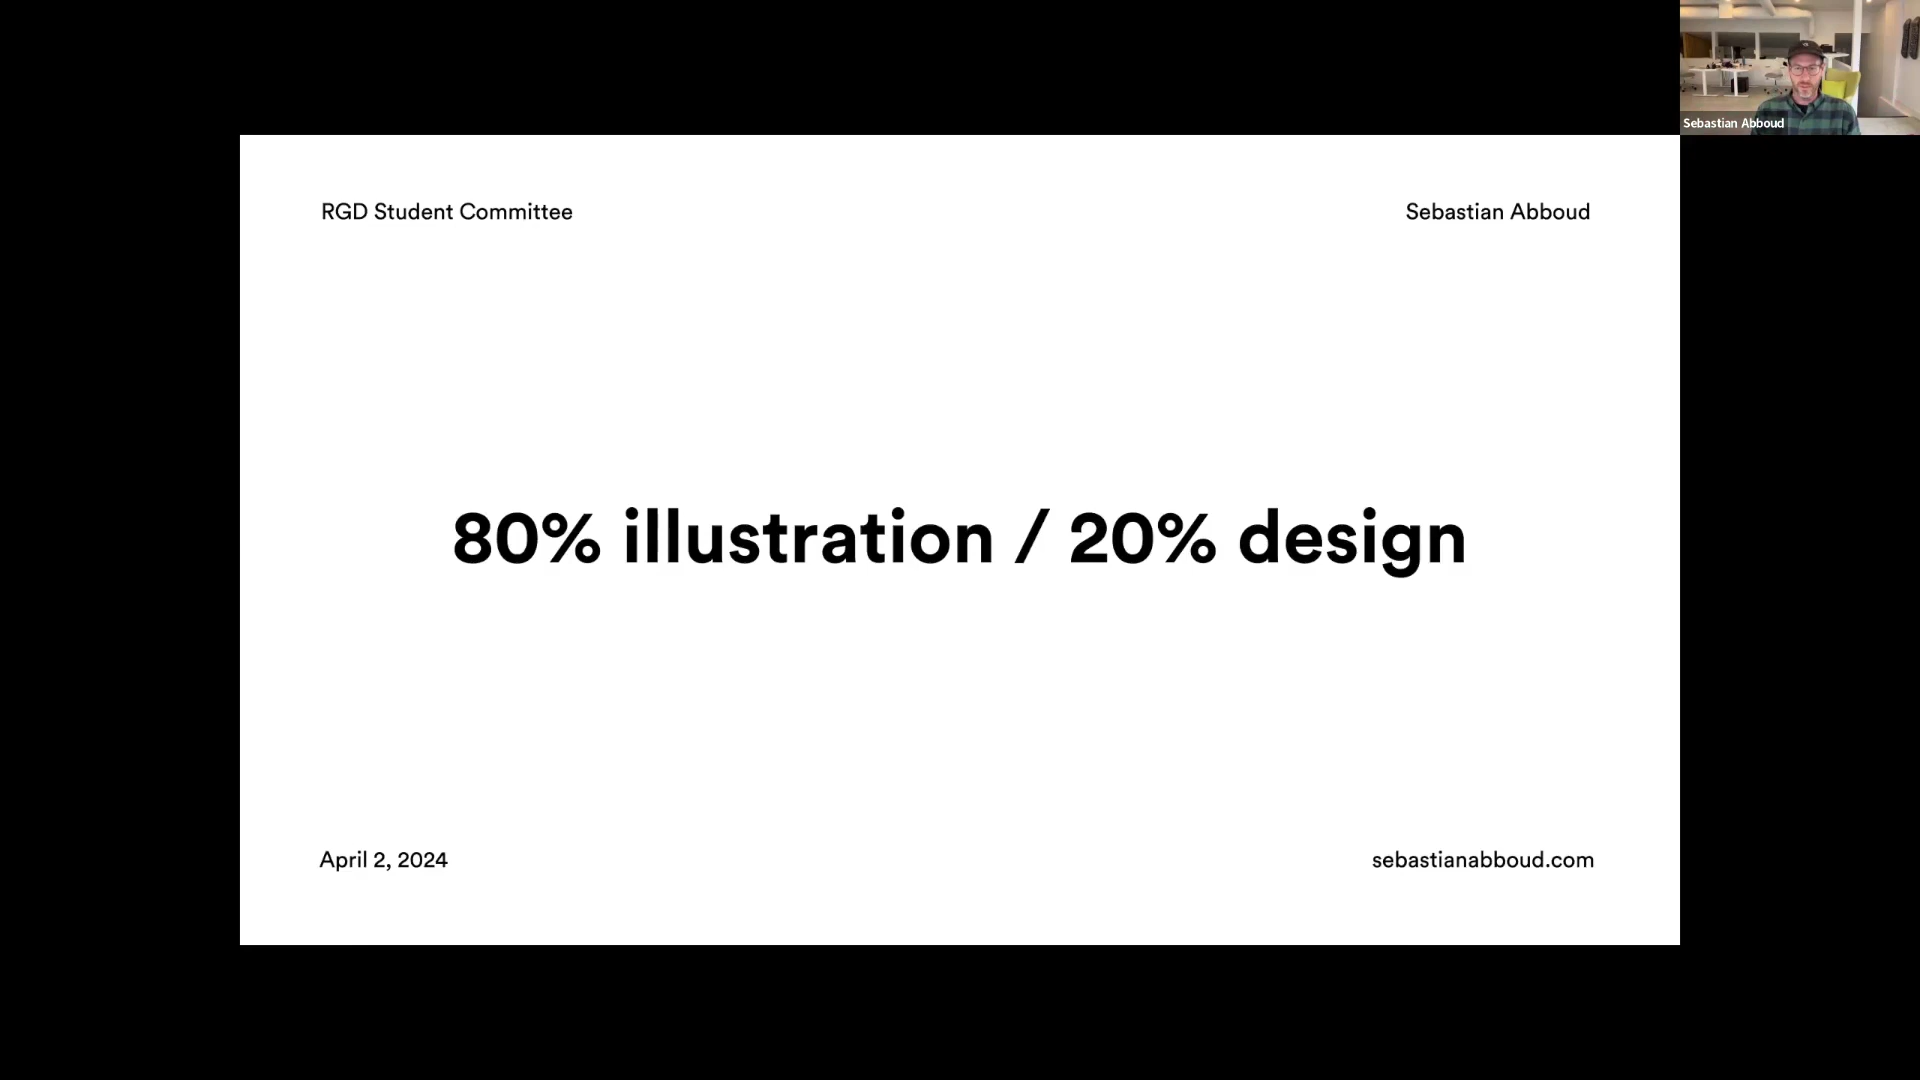 Sebastian Abboud
RGD Student Committee
Sebastian Abboud
80% illustration / 20% design
April 2, 2024
sebastianabboud.com